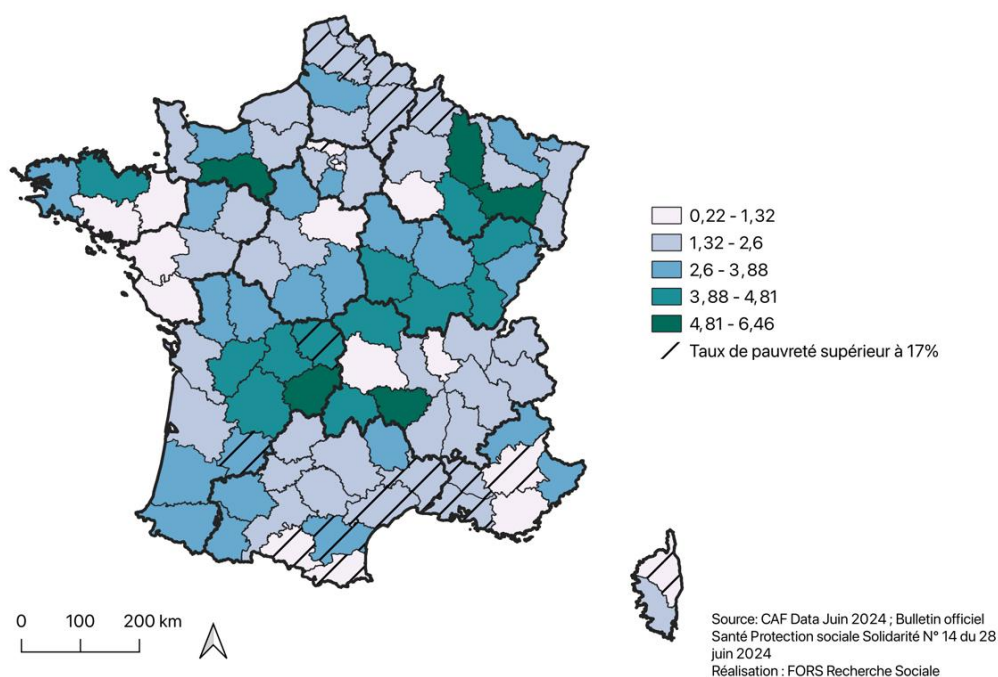 0,22 - 1,32
1,32 - 2,6
2,6 - 3,88
3,88 - 4,81
4,81 - 6,46
Taux de pauvreté supérieur à 17%
0 100 200 km
Source: CAF Data Juin 2024 ; Bulletin officiel
Santé Protection sociale Solidarité N° 14 du 28
juin 2024
Réalisation : FORS Recherche Sociale